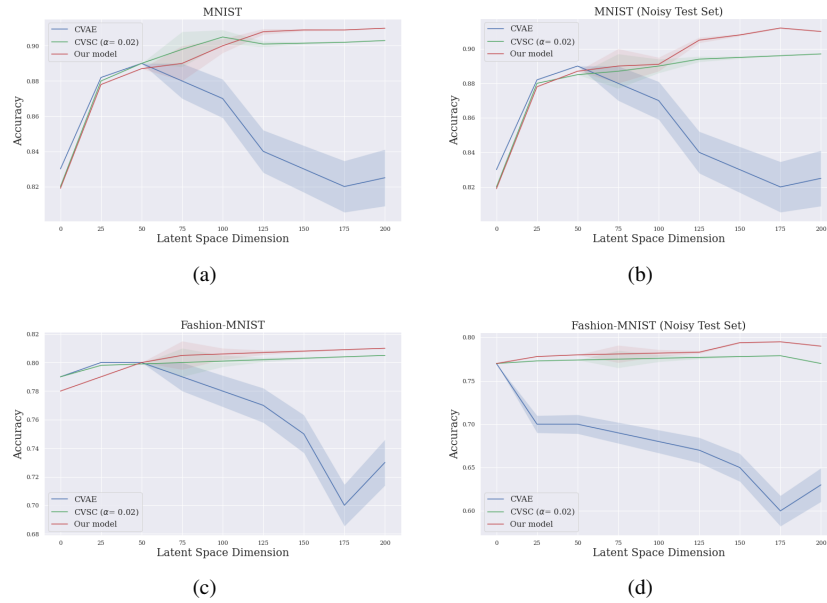 MNIST
Accuracy
0.90
0.88
0.86
0.84
0.82
CVAE
CVSC (α= 0.02)
Our model
0 25 50 75 100 125 150 175 200
Latent Space Dimension
(a)
MNIST (Noisy Test Set)
Accuracy
0.90
0.88
0.86
0.84
0.82
CVAE
CVSC (α= 0.02)
Our model
0 25 50 75 100 125 150 175 200
Latent Space Dimension
(b)
Fashion-MNIST
Accuracy
0.82
0.80
0.78
0.76
0.74
0.72
0.70
0.68
CVAE
CVSC (α= 0.02)
Our model
0 25 50 75 100 125 150 175 200
Latent Space Dimension
(c)
Fashion-MNIST (Noisy Test Set)
Accuracy
0.80
0.75
0.70
0.65
0.60
CVAE
CVSC (α= 0.02)
Our model
0 25 50 75 100 125 150 175 200
Latent Space Dimension
(d)